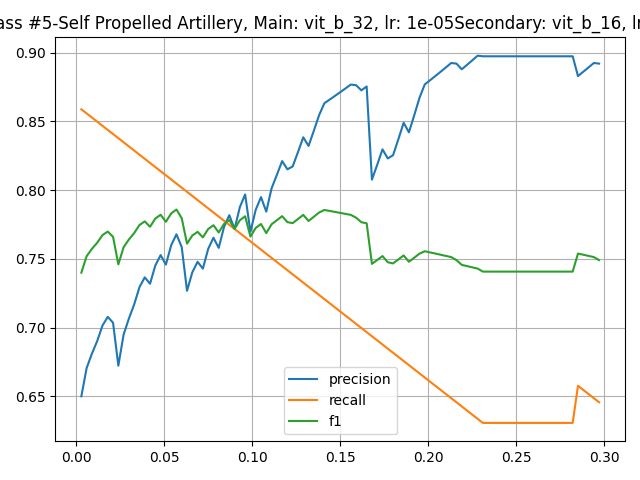 ass #5-Self Propelled Artillery, Main: vit_b_32, lr: 1e-05Secondary: vit_b_16, lr
0.90
0.85
0.80
0.75
0.70
0.65
precision
recall
f1
0.00 0.05 0.10 0.15 0.20 0.25 0.30